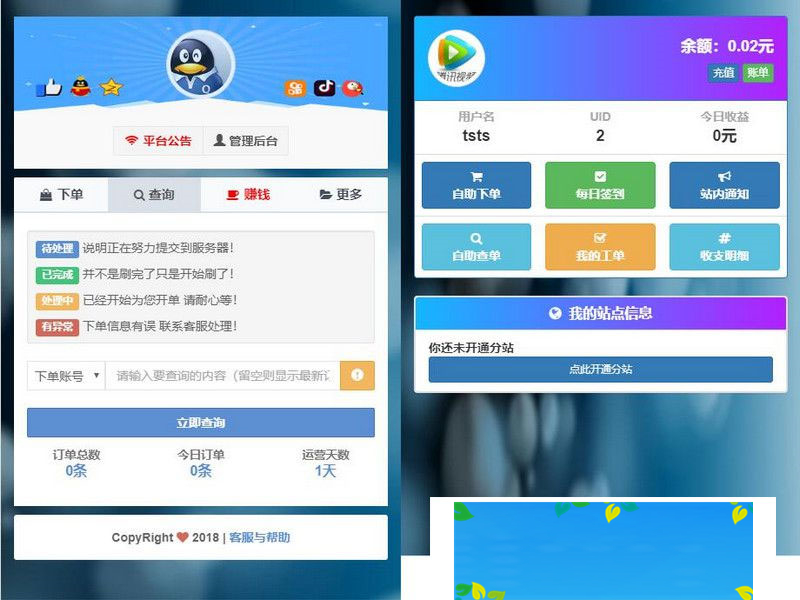 平台公告
管理后台
下单
查询
赚钱
更多
待处理 说明正在努力提交到服务器！
已完成 并不是刷完了只是开始刷了！
处理中 已经开始为您开单 请耐心等！
有异常 下单信息有误 联系客服处理！
下单账号 请输入要查询的内容（留空则显示最新订
立即查询
订单总数 今日订单 运营天数
0条 0条 1天
CopyRight ❤ 2018 | 客服与帮助
腾讯视频
余额：0.02元
充值 账单
用户名 UID 今日收益
tsts 2 0元
自助下单 每日签到 站内通知
自助查单 我的工单 收支明细
我的站点信息
你还未开通分站
点此开通分站